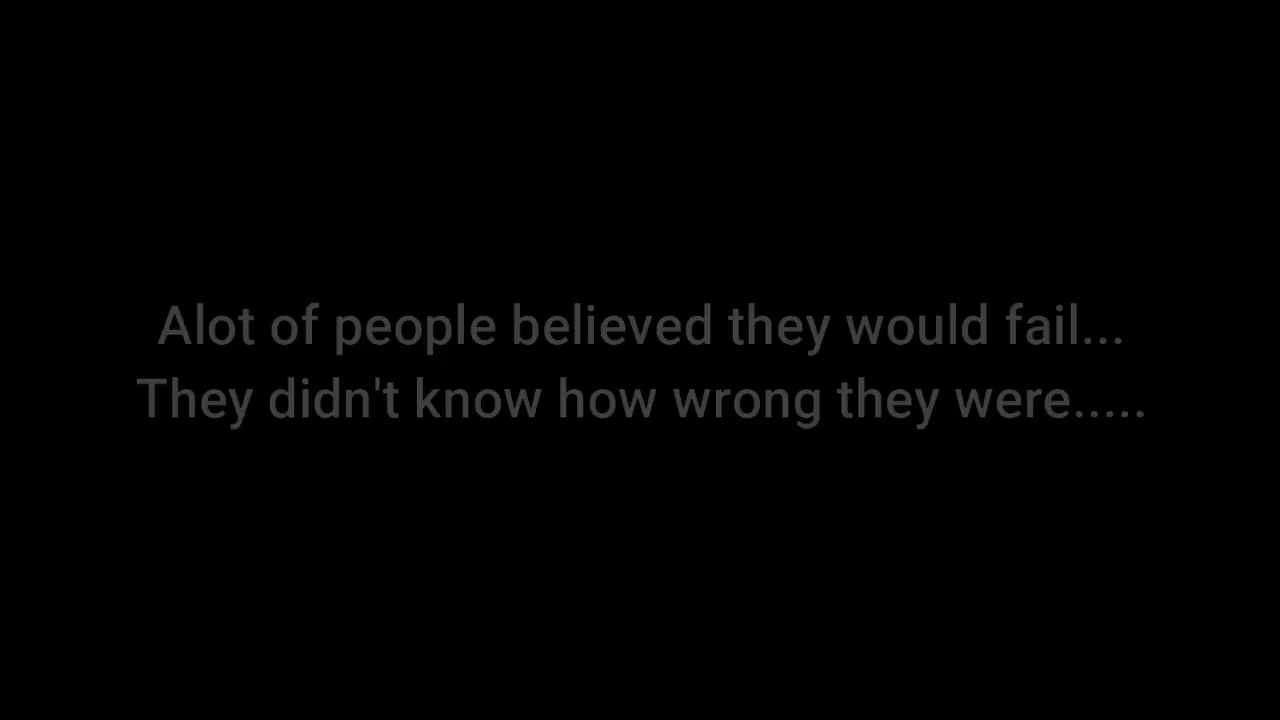 Alot of people believed they would fail...
They didn't know how wrong they were.....